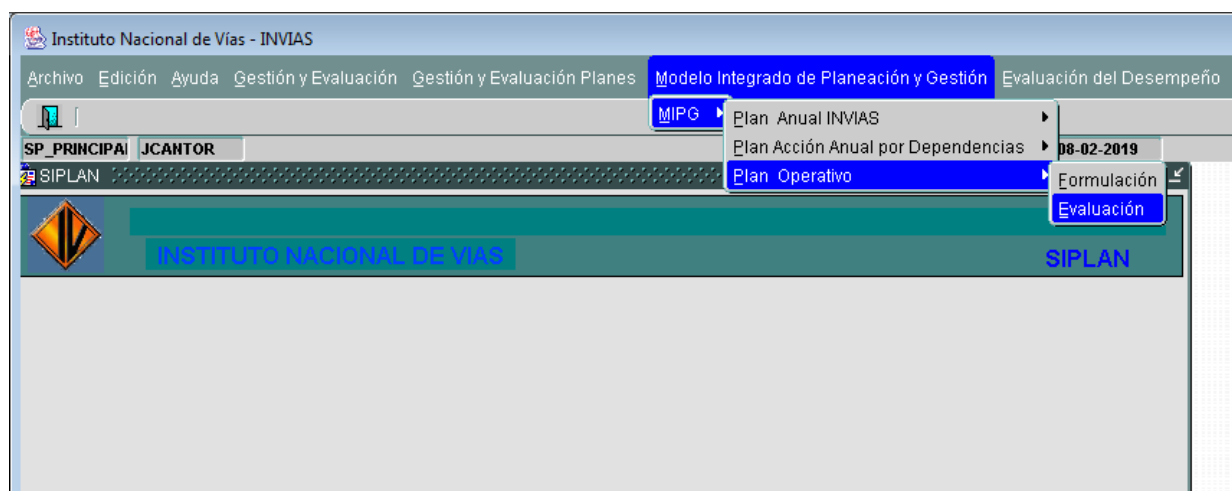 Instituto Nacional de Vías - INVIAS
Archivo Edición Ayuda Gestión y Evaluación Gestión y Evaluación Planes Modelo Integrado de Planeación y Gestión Evaluación del Desempeño
MIPG Plan Anual INVIAS
SP_PRINCIPAl JCANTOR Plan Acción Anual por Dependencias 08-02-2019
SIPLAN Plan Operativo Formulación
Evaluación
INSTITUTO NACIONAL DE VIAS SIPLAN